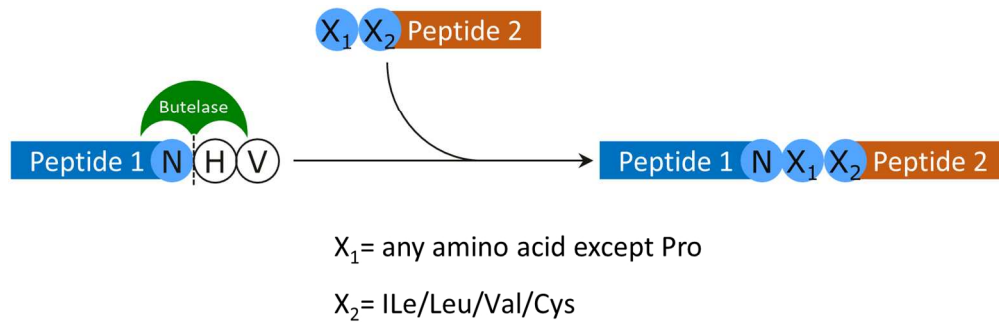 X₁ X₂ Peptide 2
Butelase
Peptide 1 N H V
Peptide 1 N X₁ X₂ Peptide 2
X₁= any amino acid except Pro
X₂= ILe/Leu/Val/Cys